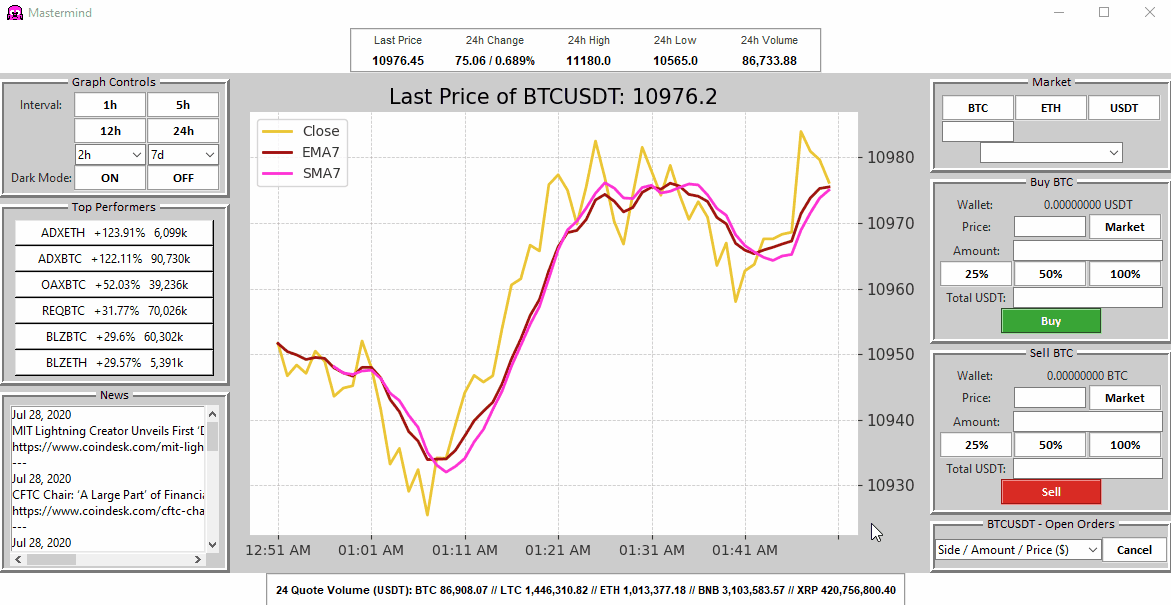 Mastermind
Last Price 24h Change 24h High 24h Low 24h Volume
10976.45 75.06 / 0.689% 11180.0 10565.0 86,733.88
Graph Controls
Interval: 1h 5h
12h 24h
2h 7d
Dark Mode: ON OFF
Top Performers
ADXETH +123.91% 6,099k
ADXBTC +122.11% 90,730k
OAXBTC +52.03% 39,236k
REQBTC +31.77% 70,026k
BLZBTC +29.6% 60,302k
BLZETH +29.57% 5,391k
News
Jul 28, 2020
MIT Lightning Creator Unveils First 'D
https://www.coindesk.com/mit-ligh
---
Jul 28, 2020
CFTC Chair: 'A Large Part' of Financia
https://www.coindesk.com/cftc-cha
---
Jul 28, 2020
Last Price of BTCUSDT: 10976.2
Close
EMA7
SMA7
10980
10970
10960
10950
10940
10930
12:51 AM 01:01 AM 01:11 AM 01:21 AM 01:31 AM 01:41 AM
Market
BTC ETH USDT
Buy BTC
Wallet: 0.00000000 USDT
Price: Market
Amount:
25% 50% 100%
Total USDT:
Buy
Sell BTC
Wallet: 0.00000000 BTC
Price: Market
Amount:
25% 50% 100%
Total USDT:
Sell
BTCUSDT - Open Orders
Side / Amount / Price ($) Cancel
24 Quote Volume (USDT): BTC 86,908.07 // LTC 1,446,310.82 // ETH 1,013,377.18 // BNB 3,103,583.57 // XRP 420,756,800.40